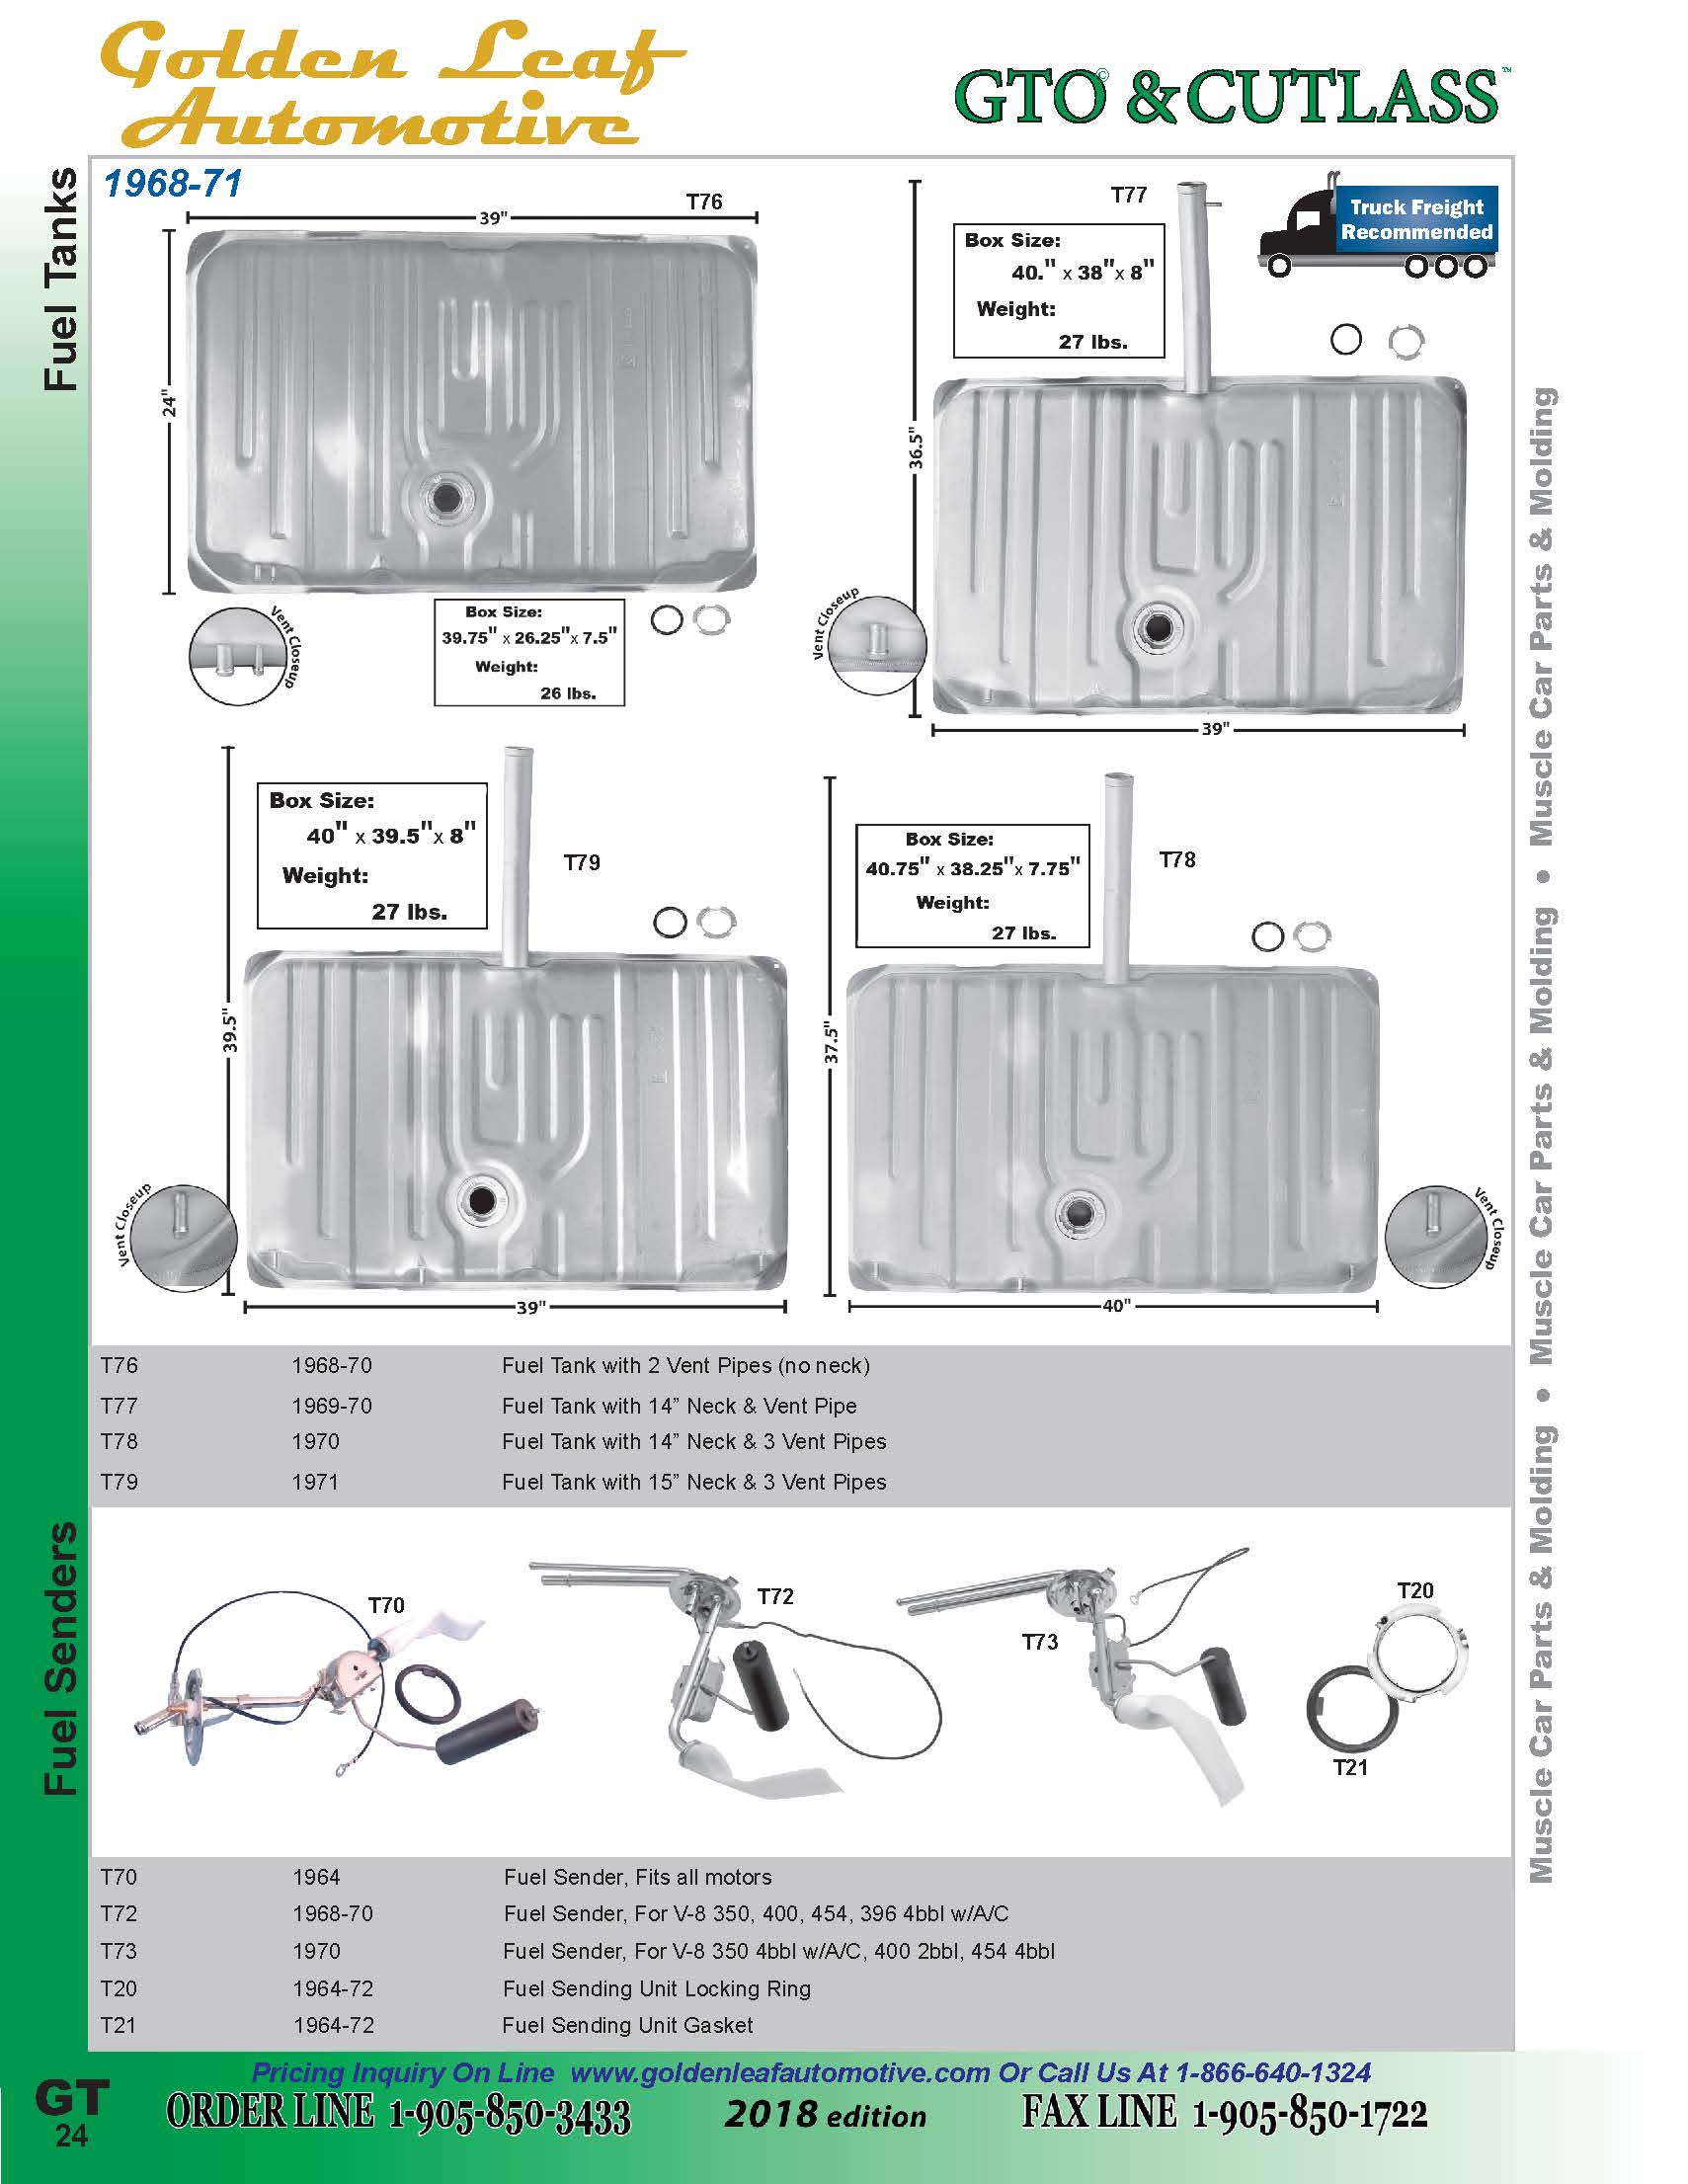 Golden Leaf
Automotive
GTO© & CUTLASS™
Fuel Tanks
1968-71
T76
39"
24"
Vent Closeup
Box Size:
39.75" x 26.25"x 7.5"
Weight:
26 lbs.
T77
Box Size:
40." x 38"x 8"
Weight:
27 lbs.
Truck Freight
Recommended
36.5"
Vent Closeup
39"
Box Size:
40" x 39.5"x 8"
Weight:
27 lbs.
T79
39.5"
Vent Closeup
39"
Box Size:
40.75" x 38.25"x 7.75"
Weight:
27 lbs.
T78
37.5"
Vent Closeup
40"
T76 1968-70 Fuel Tank with 2 Vent Pipes (no neck)
T77 1969-70 Fuel Tank with 14” Neck & Vent Pipe
T78 1970 Fuel Tank with 14” Neck & 3 Vent Pipes
T79 1971 Fuel Tank with 15” Neck & 3 Vent Pipes
Fuel Senders
T70
T72
T73
T20
T21
T70 1964 Fuel Sender, Fits all motors
T72 1968-70 Fuel Sender, For V-8 350, 400, 454, 396 4bbl w/A/C
T73 1970 Fuel Sender, For V-8 350 4bbl w/A/C, 400 2bbl, 454 4bbl
T20 1964-72 Fuel Sending Unit Locking Ring
T21 1964-72 Fuel Sending Unit Gasket
Muscle Car Parts & Molding • Muscle Car Parts & Molding • Muscle Car Parts & Molding
Pricing Inquiry On Line www.goldenleafautomotive.com Or Call Us At 1-866-640-1324
GT
24
ORDER LINE 1-905-850-3433
2018 edition
FAX LINE 1-905-850-1722